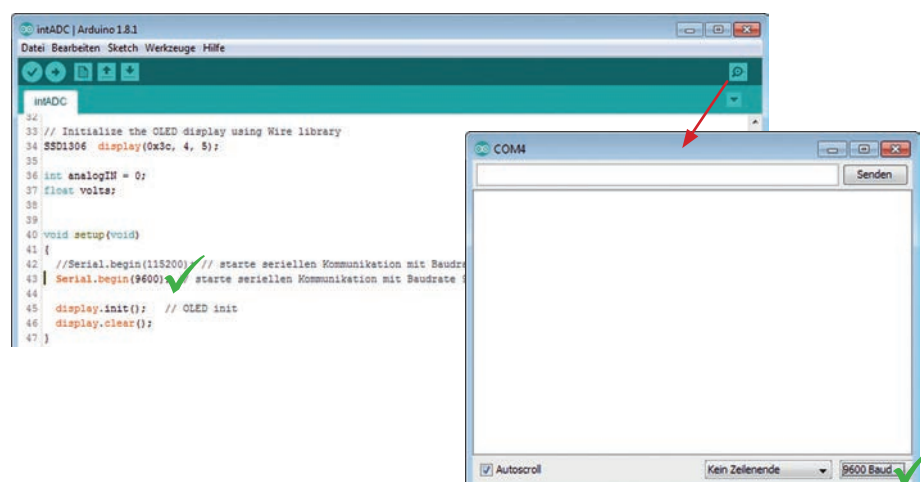 intADC | Arduino 1.8.1
Datei Bearbeiten Sketch Werkzeuge Hilfe
intADC
32
33 // Initialize the OLED display using Wire library
34 SSD1306 display(0x3c, 4, 5);
35
36 int analogIN = 0;
37 float volts;
38
39
40 void setup(void)
41 {
42 //Serial.begin(115200); // starte seriellen Kommunikation mit
43 Serial.begin(9600); // starte seriellen Kommunikation mit Baudrate
44
45 display.init(); // OLED init
46 display.clear();
47 }
COM4
Senden
Autoscroll
Kein Zeilenende
9600 Baud